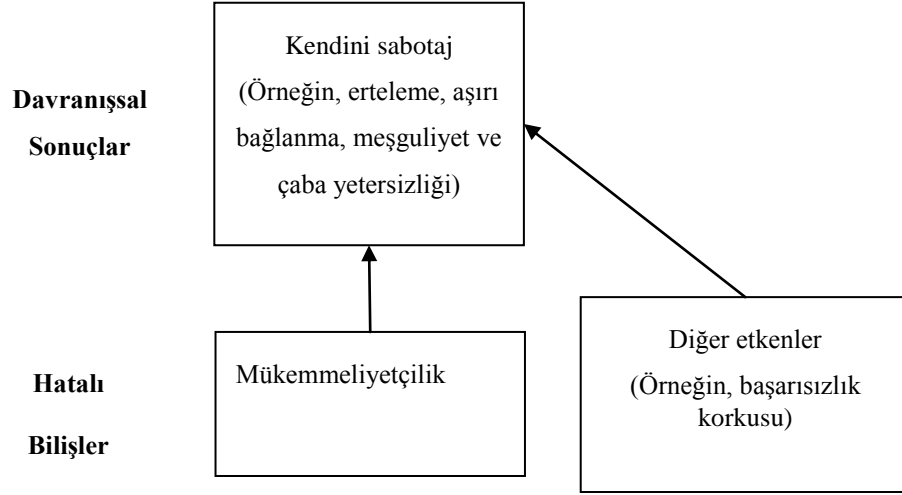 Davranışsal
Sonuçlar
Kendini sabotaj
(Örneğin, erteleme, aşırı
bağlanma, meşguliyet ve
çaba yetersizliği)
Hatalı
Bilişler
Mükemmeliyetçilik
Diğer etkenler
(Örneğin, başarısızlık
korkusu)